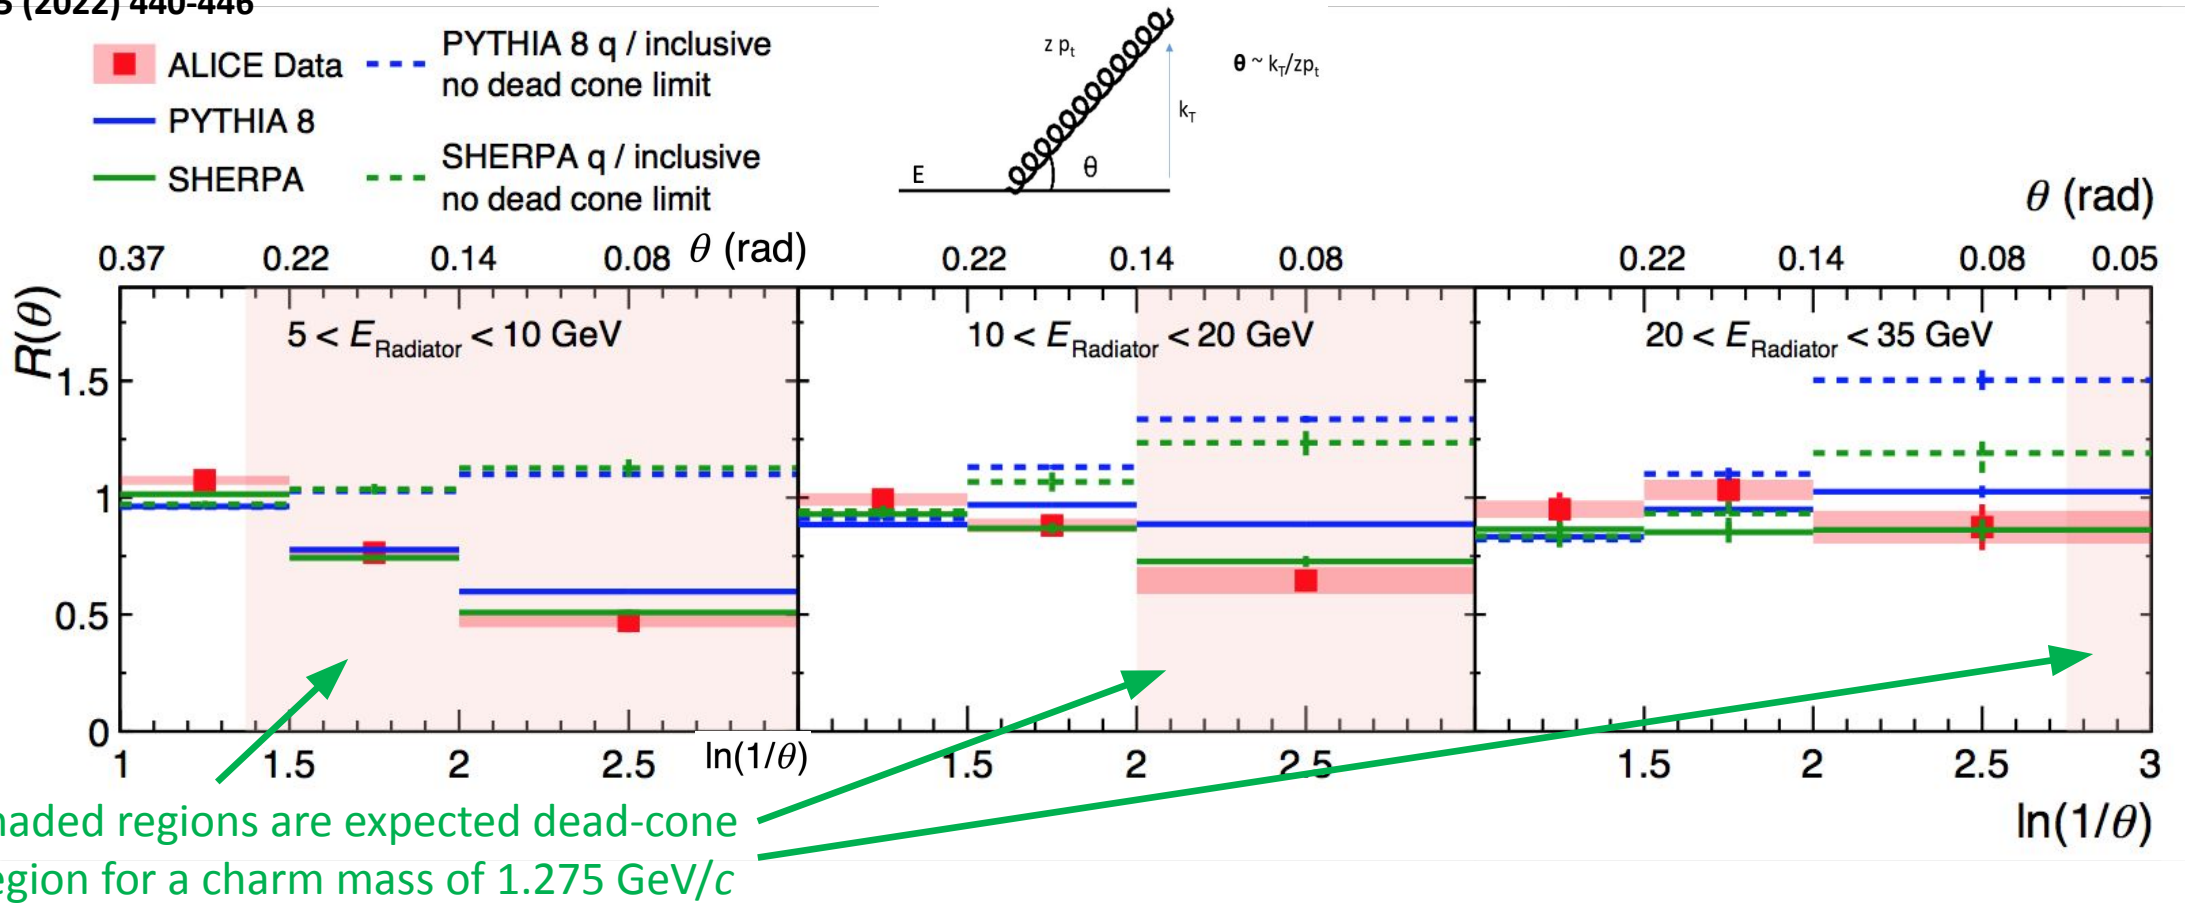 (2022) 440-446
ALICE Data
PYTHIA 8
SHERPA
PYTHIA 8 q / inclusive
no dead cone limit
SHERPA q / inclusive
no dead cone limit
z pt
θ ~ kT/zpt
kT
E
θ
θ (rad)
0.37 0.22 0.14 0.08 θ (rad) 0.22 0.14 0.08 0.22 0.14 0.08 0.05
R(θ)
5 < ERadiator < 10 GeV
10 < ERadiator < 20 GeV
20 < ERadiator < 35 GeV
1.5
1
0.5
0
1 1.5 2 2.5 ln(1/θ) 1.5 2 2.5 1.5 2 2.5 3
ln(1/θ)
regions are expected dead-cone
for a charm mass of 1.275 GeV/c